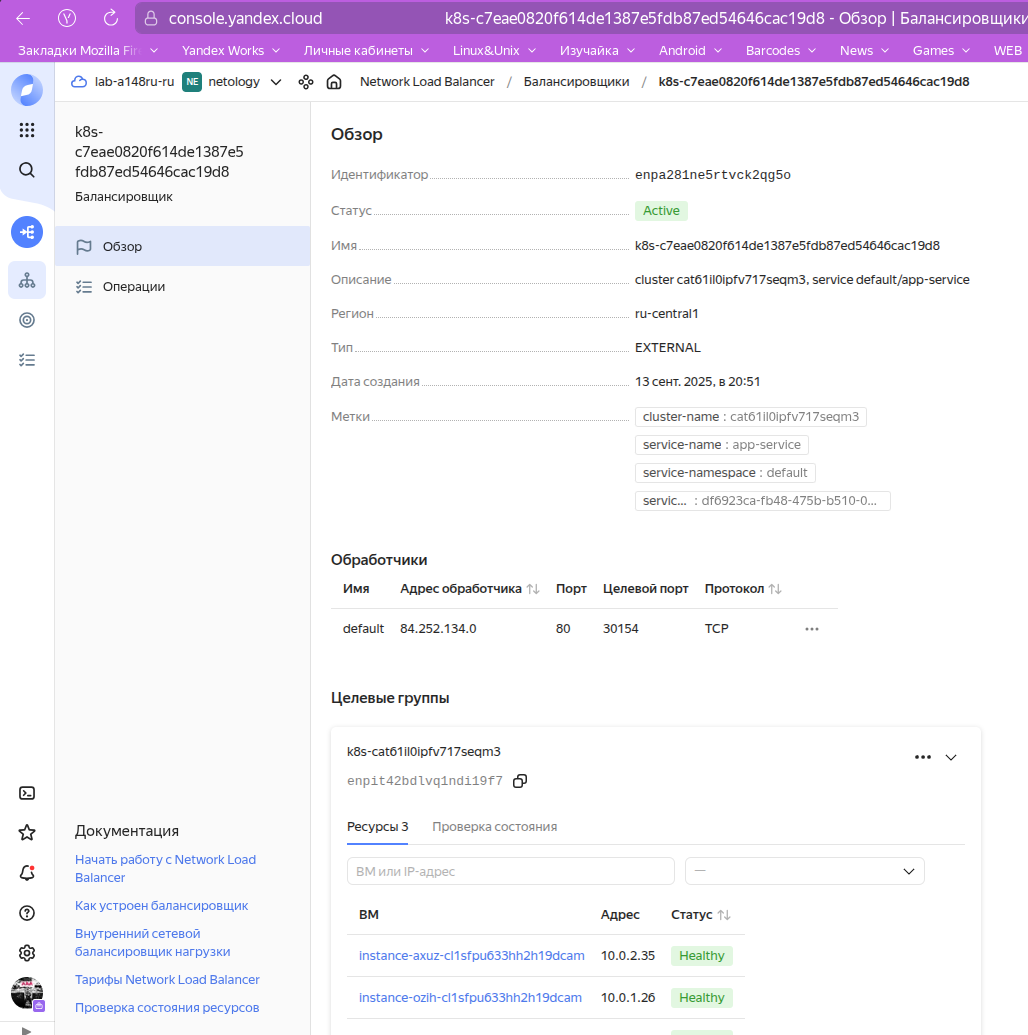 console.yandex.cloud
k8s-c7eae0820f614de1387e5fdb87ed54646cac19d8 - Обзор | Балансировщики
Закладки Mozilla Fire
Yandex Works
Личные кабинеты
Linux&Unix
Изучайка
Android
Barcodes
News
Games
WEB
lab-a148ru-ru
NE
netology
Network Load Balancer / Балансировщики / k8s-c7eae0820f614de1387e5fdb87ed54646cac19d8
k8s-
c7eae0820f614de1387e5
fdb87ed54646cac19d8
Балансировщик
Обзор
Операции
Документация
Начать работу с Network Load
Balancer
Как устроен балансировщик
Внутренний сетевой
балансировщик нагрузки
Тарифы Network Load Balancer
Проверка состояния ресурсов
Обзор
Идентификатор enpa281ne5rtvck2qg5o
Статус Active
Имя k8s-c7eae0820f614de1387e5fdb87ed54646cac19d8
Описание cluster cat61il0ipfv717seqm3, service default/app-service
Регион ru-central1
Тип EXTERNAL
Дата создания 13 сент. 2025, в 20:51
Метки cluster-name : cat61il0ipfv717seqm3
service-name : app-service
service-namespace : default
servic... : df6923ca-fb48-475b-b510-0...
Обработчики
Имя Адрес обработчика Порт Целевой порт Протокол
default 84.252.134.0 80 30154 TCP
Целевые группы
k8s-cat61il0ipfv717seqm3
enpit42bdlvq1ndi19f7
Ресурсы 3 Проверка состояния
ВМ или IP-адрес —
ВМ Адрес Статус
instance-axuz-cl1sfpu633hh2h19dcam 10.0.2.35 Healthy
instance-ozih-cl1sfpu633hh2h19dcam 10.0.1.26 Healthy